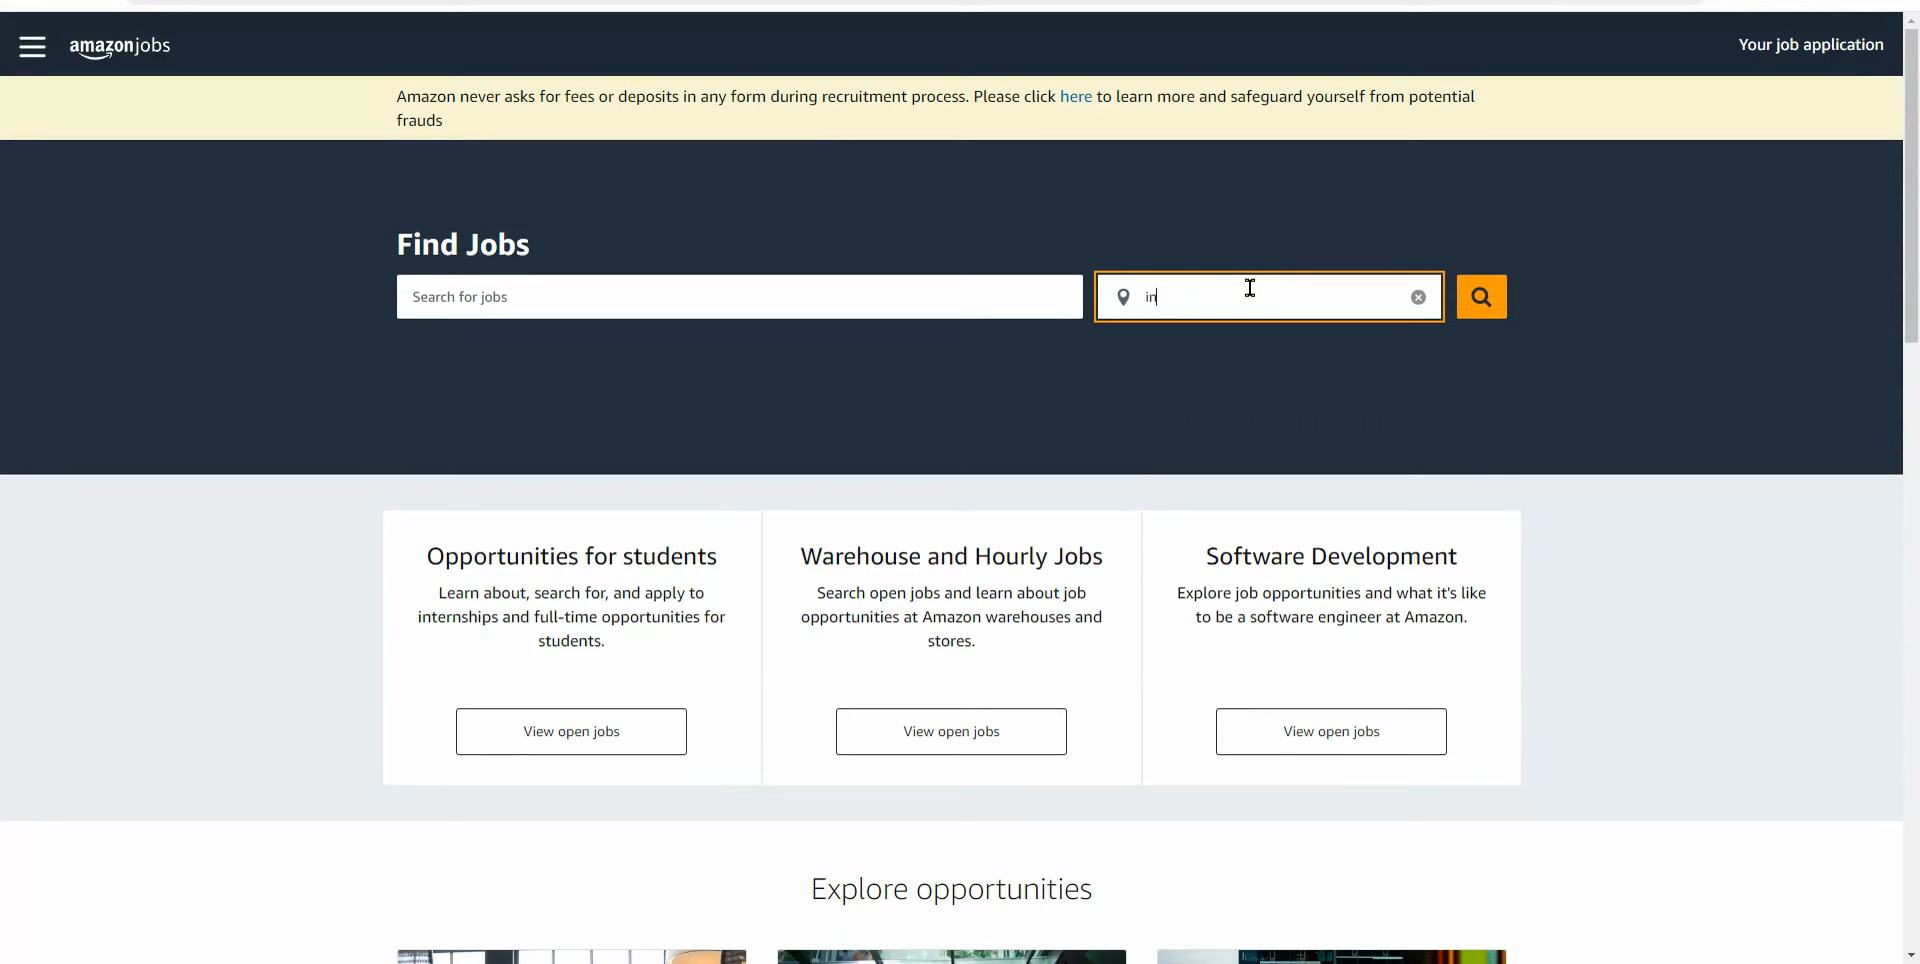 amazonjobs
Your job application
Amazon never asks for fees or deposits in any form during recruitment process. Please click here to learn more and safeguard yourself from potential
frauds
Find Jobs
Search for jobs
in
Opportunities for students
Learn about, search for, and apply to
internships and full-time opportunities for
students.
View open jobs
Warehouse and Hourly Jobs
Search open jobs and learn about job
opportunities at Amazon warehouses and
stores.
View open jobs
Software Development
Explore job opportunities and what it's like
to be a software engineer at Amazon.
View open jobs
Explore opportunities